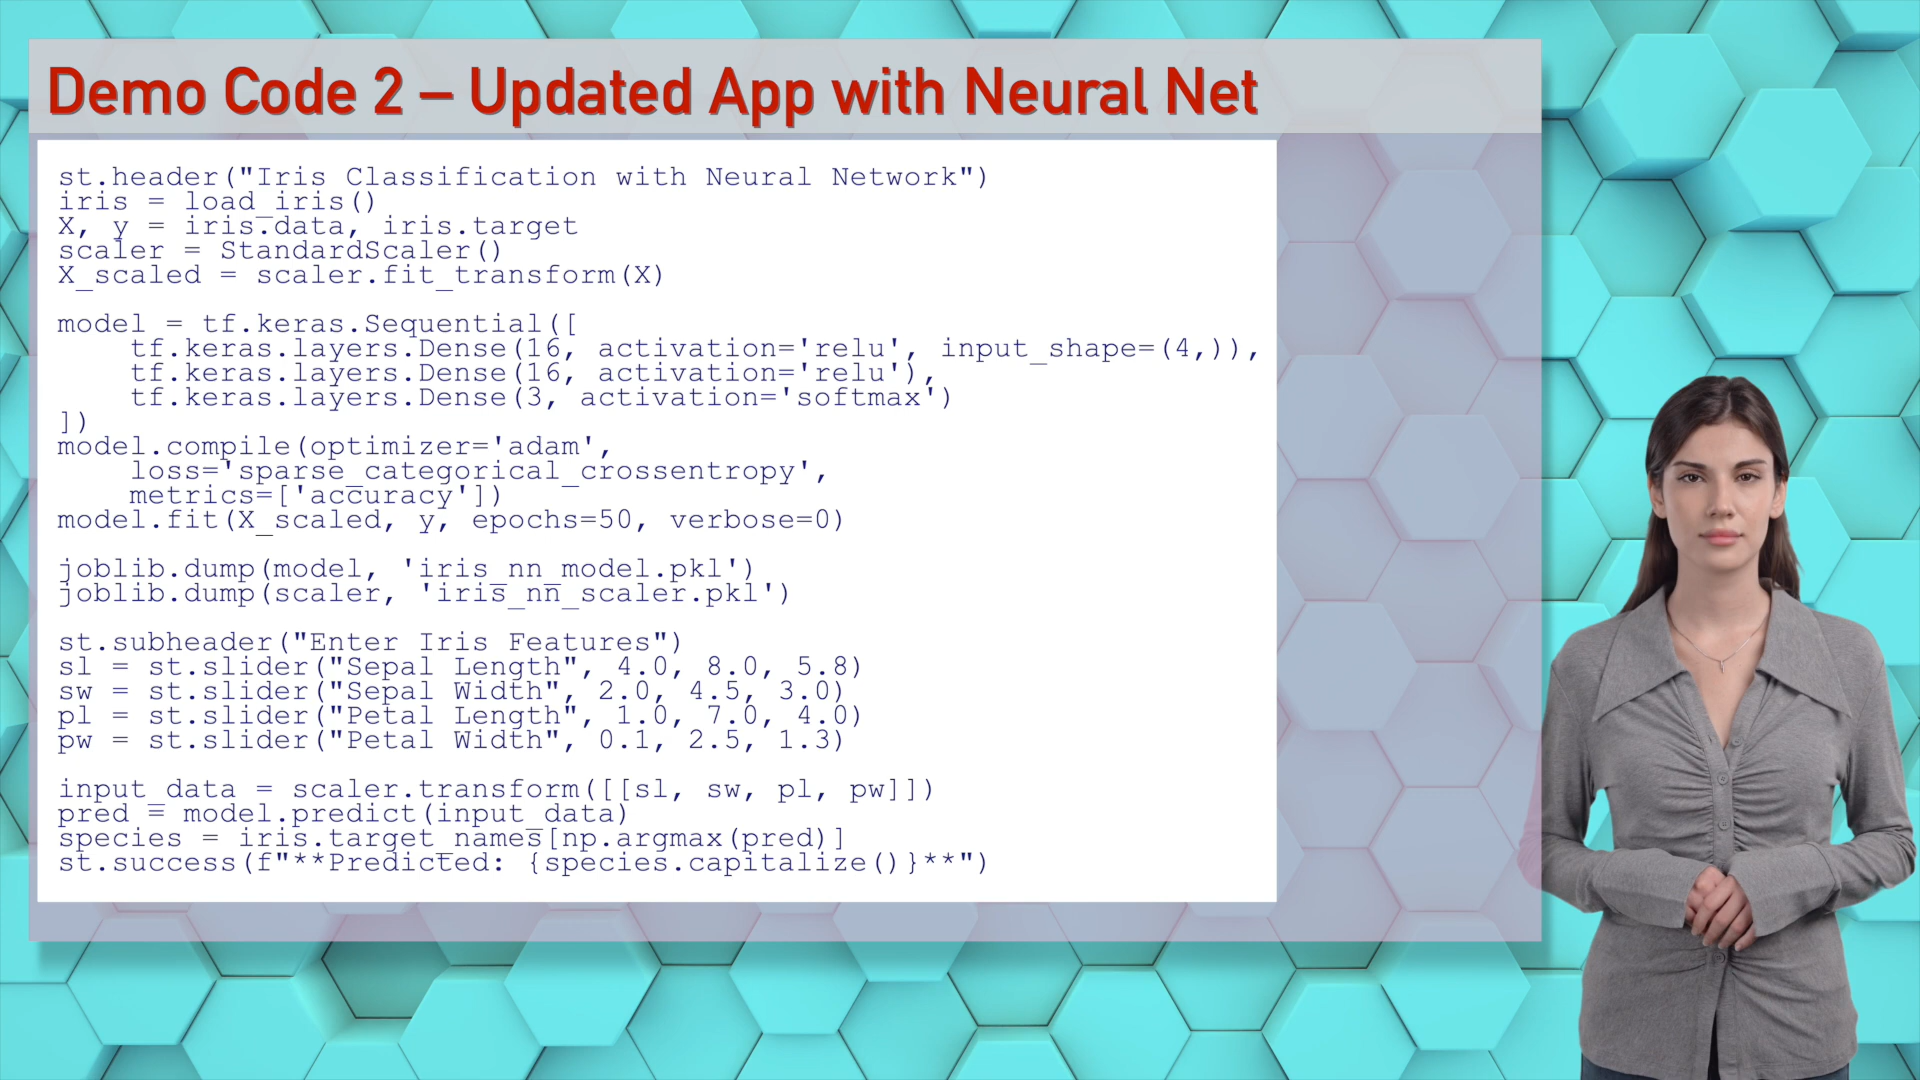 Demo Code 2 – Updated App with Neural Net
st.header("Iris Classification with Neural Network")
iris = load_iris()
X, y = iris.data, iris.target
scaler = StandardScaler()
X_scaled = scaler.fit_transform(X)
model = tf.keras.Sequential([
    tf.keras.layers.Dense(16, activation='relu', input_shape=(4,)),
    tf.keras.layers.Dense(16, activation='relu'),
    tf.keras.layers.Dense(3, activation='softmax')
])
model.compile(optimizer='adam',
    loss='sparse_categorical_crossentropy',
    metrics=['accuracy'])
model.fit(X_scaled, y, epochs=50, verbose=0)
joblib.dump(model, 'iris_nn_model.pkl')
joblib.dump(scaler, 'iris_nn_scaler.pkl')
st.subheader("Enter Iris Features")
sl = st.slider("Sepal Length", 4.0, 8.0, 5.8)
sw = st.slider("Sepal Width", 2.0, 4.5, 3.0)
pl = st.slider("Petal Length", 1.0, 7.0, 4.0)
pw = st.slider("Petal Width", 0.1, 2.5, 1.3)
input_data = scaler.transform([[sl, sw, pl, pw]])
pred = model.predict(input_data)
species = iris.target_names[np.argmax(pred)]
st.success(f"**Predicted: {species.capitalize()}**")